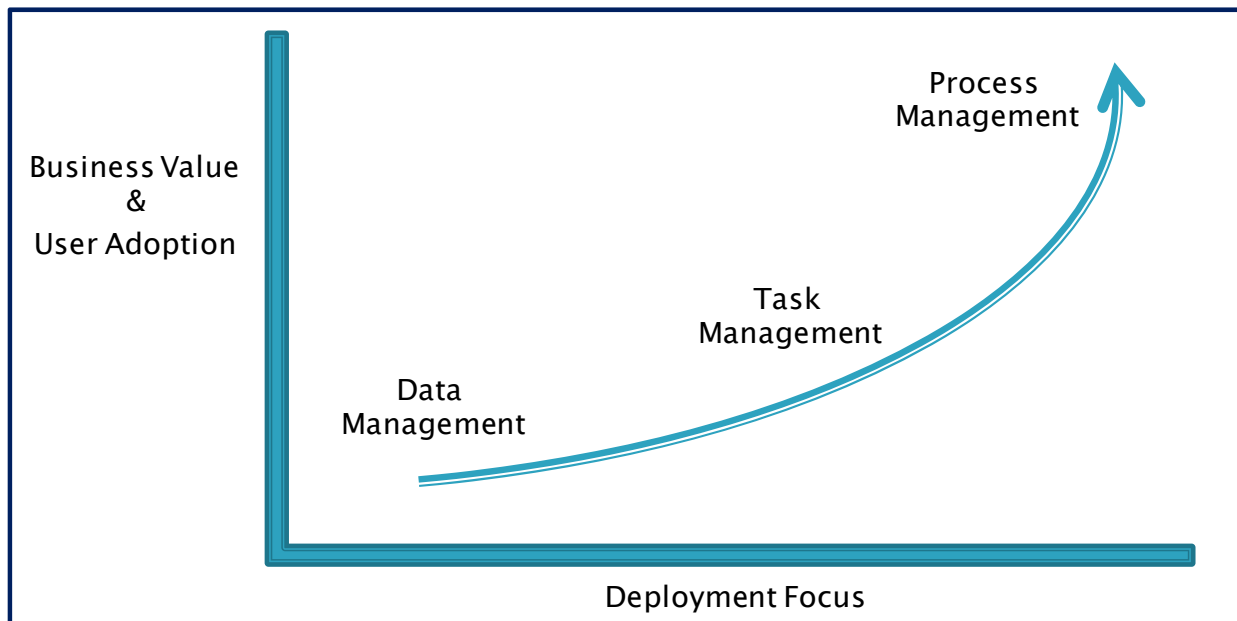 Process
Management
Business Value
&
User Adoption
Task
Management
Data
Management
Deployment Focus